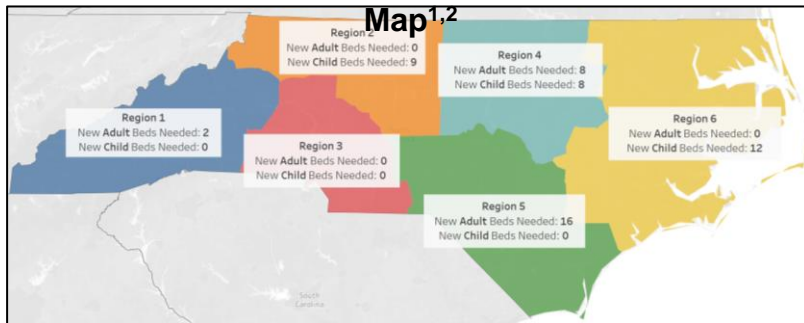 Map1,2
Region 2
New Adult Beds Needed: 0
New Child Beds Needed: 9
Region 4
New Adult Beds Needed: 8
New Child Beds Needed: 8
Region 1
New Adult Beds Needed: 2
New Child Beds Needed: 0
Region 6
New Adult Beds Needed: 0
New Child Beds Needed: 12
Region 3
New Adult Beds Needed: 0
New Child Beds Needed: 0
Region 5
New Adult Beds Needed: 16
New Child Beds Needed: 0
South
Carolina